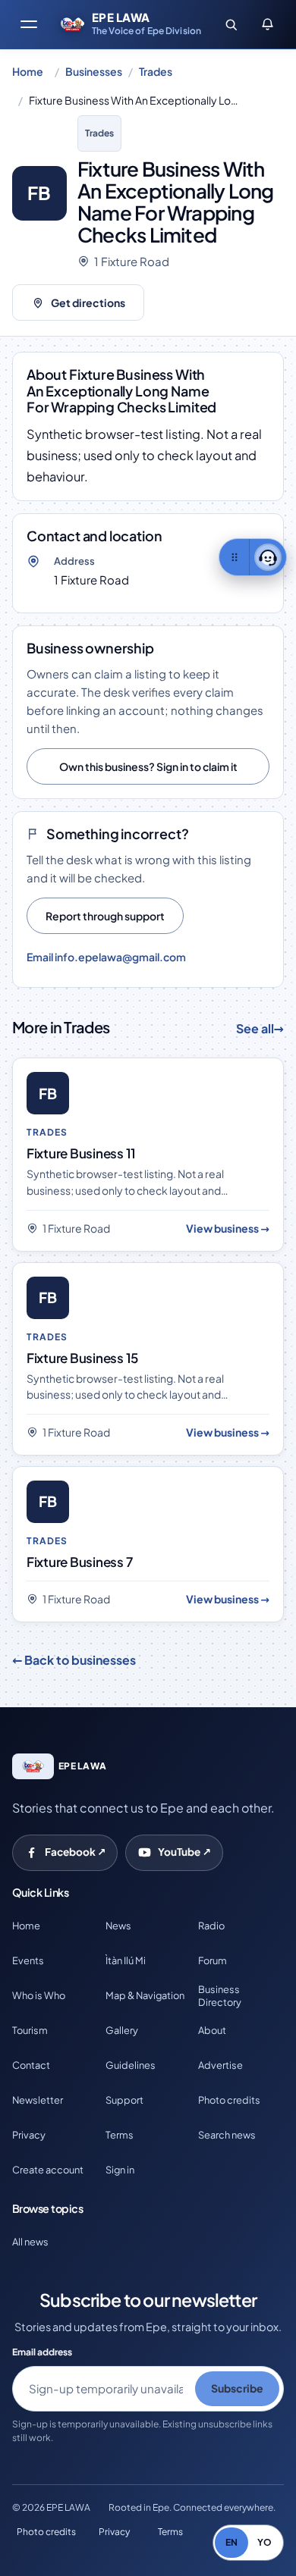 EPE LAWA
The Voice of Epe Division
Home / Businesses / Trades
/ Fixture Business With An Exceptionally Lo...
Trades
FB
Fixture Business With
An Exceptionally Long
Name For Wrapping
Checks Limited
1 Fixture Road
Get directions
About Fixture Business With
An Exceptionally Long Name
For Wrapping Checks Limited
Synthetic browser-test listing. Not a real
business; used only to check layout and
behaviour.
Contact and location
Address
1 Fixture Road
Business ownership
Owners can claim a listing to keep it
accurate. The desk verifies every claim
before linking an account; nothing changes
until then.
Own this business? Sign in to claim it
Something incorrect?
Tell the desk what is wrong with this listing
and it will be checked.
Report through support
Email info.epelawa@gmail.com
More in Trades
See all→
FB
TRADES
Fixture Business 11
Synthetic browser-test listing. Not a real
business; used only to check layout and...
1 Fixture Road
View business →
FB
TRADES
Fixture Business 15
Synthetic browser-test listing. Not a real
business; used only to check layout and...
1 Fixture Road
View business →
FB
TRADES
Fixture Business 7
1 Fixture Road
View business →
← Back to businesses
EPE LAWA
Stories that connect us to Epe and each other.
Facebook ↗
YouTube ↗
Quick Links
Home
News
Radio
Events
Ìtàn Ilú Mi
Forum
Who is Who
Map & Navigation
Business
Directory
Tourism
Gallery
About
Contact
Guidelines
Advertise
Newsletter
Support
Photo credits
Privacy
Terms
Search news
Create account
Sign in
Browse topics
All news
Subscribe to our newsletter
Stories and updates from Epe, straight to your inbox.
Email address
Sign-up temporarily unavaila
Subscribe
Sign-up is temporarily unavailable. Existing unsubscribe links
still work.
© 2026 EPE LAWA
Rooted in Epe. Connected everywhere.
Photo credits
Privacy
Terms
EN
YO